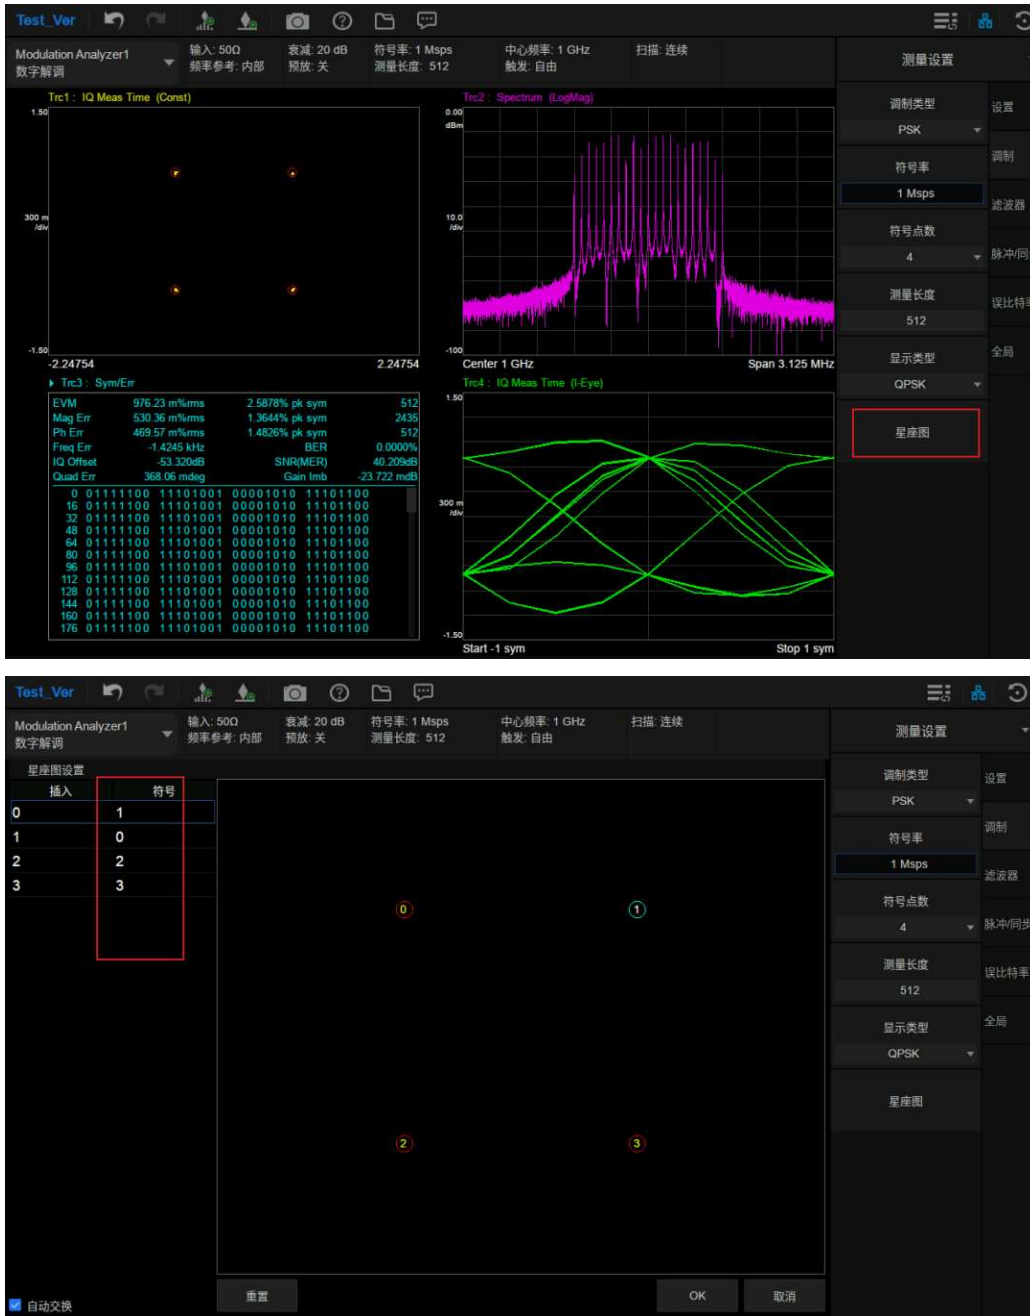 Test_Ver
Modulation Analyzer1
数字解调
输入: 50Ω
频率参考: 内部
衰减: 20 dB
预放: 关
符号率: 1 Msps
测量长度: 512
中心频率: 1 GHz
触发: 自由
扫描: 连续
测量设置
Trc1 : IQ Meas Time (Const)
1.50
300 m
/div
-1.50
-2.24754
2.24754
Trc2 : Spectrum (LogMag)
0.00
dBm
10.0
/div
-100
Center 1 GHz
Span 3.125 MHz
Trc3 : Sym/Err
EVM 976.23 m%rms 2.5878% pk sym 512
Mag Err 530.36 m%rms 1.3644% pk sym 2435
Ph Err 469.57 m%rms 1.4826% pk sym 512
Freq Err -1.4245 kHz BER 0.0000%
IQ Offset -53.320dB SNR(MER) 40.209dB
Quad Err 368.06 mdeg Gain Imb -23.722 mdB
0 01111100 11101001 00001010 11101100
16 01111100 11101001 00001010 11101100
32 01111100 11101001 00001010 11101100
48 01111100 11101001 00001010 11101100
64 01111100 11101001 00001010 11101100
80 01111100 11101001 00001010 11101100
96 01111100 11101001 00001010 11101100
112 01111100 11101001 00001010 11101100
128 01111100 11101001 00001010 11101100
144 01111100 11101001 00001010 11101100
160 01111100 11101001 00001010 11101100
176 01111100 11101001 00001010 11101100
Trc4 : IQ Meas Time (I-Eye)
1.50
300 m
/div
-1.50
Start -1 sym
Stop 1 sym
调制类型
PSK
符号率
1 Msps
符号点数
4
测量长度
512
显示类型
QPSK
星座图
设置
调制
滤波器
脉冲/同
误比特率
全局
Test_Ver
Modulation Analyzer1
数字解调
输入: 50Ω
频率参考: 内部
衰减: 20 dB
预放: 关
符号率: 1 Msps
测量长度: 512
中心频率: 1 GHz
触发: 自由
扫描: 连续
测量设置
星座图设置
插入 符号
0 1
1 0
2 2
3 3
0
1
2
3
自动交换
重置
OK
取消
调制类型
PSK
符号率
1 Msps
符号点数
4
测量长度
512
显示类型
QPSK
星座图
设置
调制
滤波器
脉冲/同步
误比特率
全局